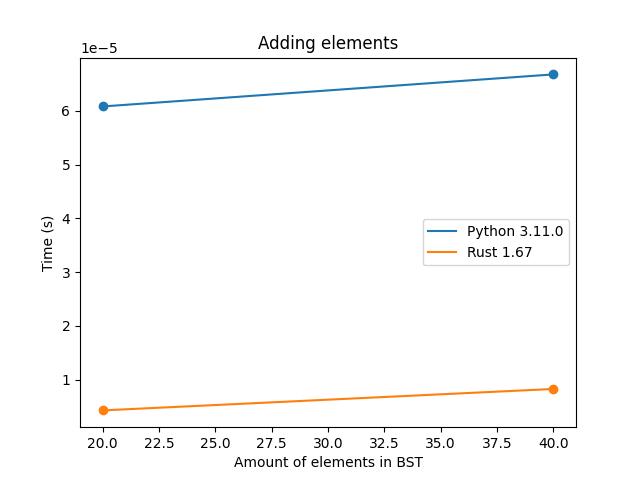 Adding elements
1e−5
6
5
4
3
2
1
Time (s)
Python 3.11.0
Rust 1.67
20.0 22.5 25.0 27.5 30.0 32.5 35.0 37.5 40.0
Amount of elements in BST